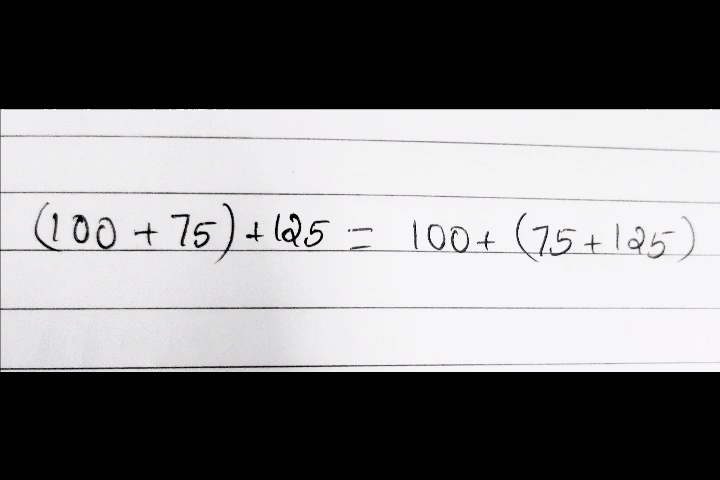 (100 + 75) + 125 = 100 + (75 + 125)